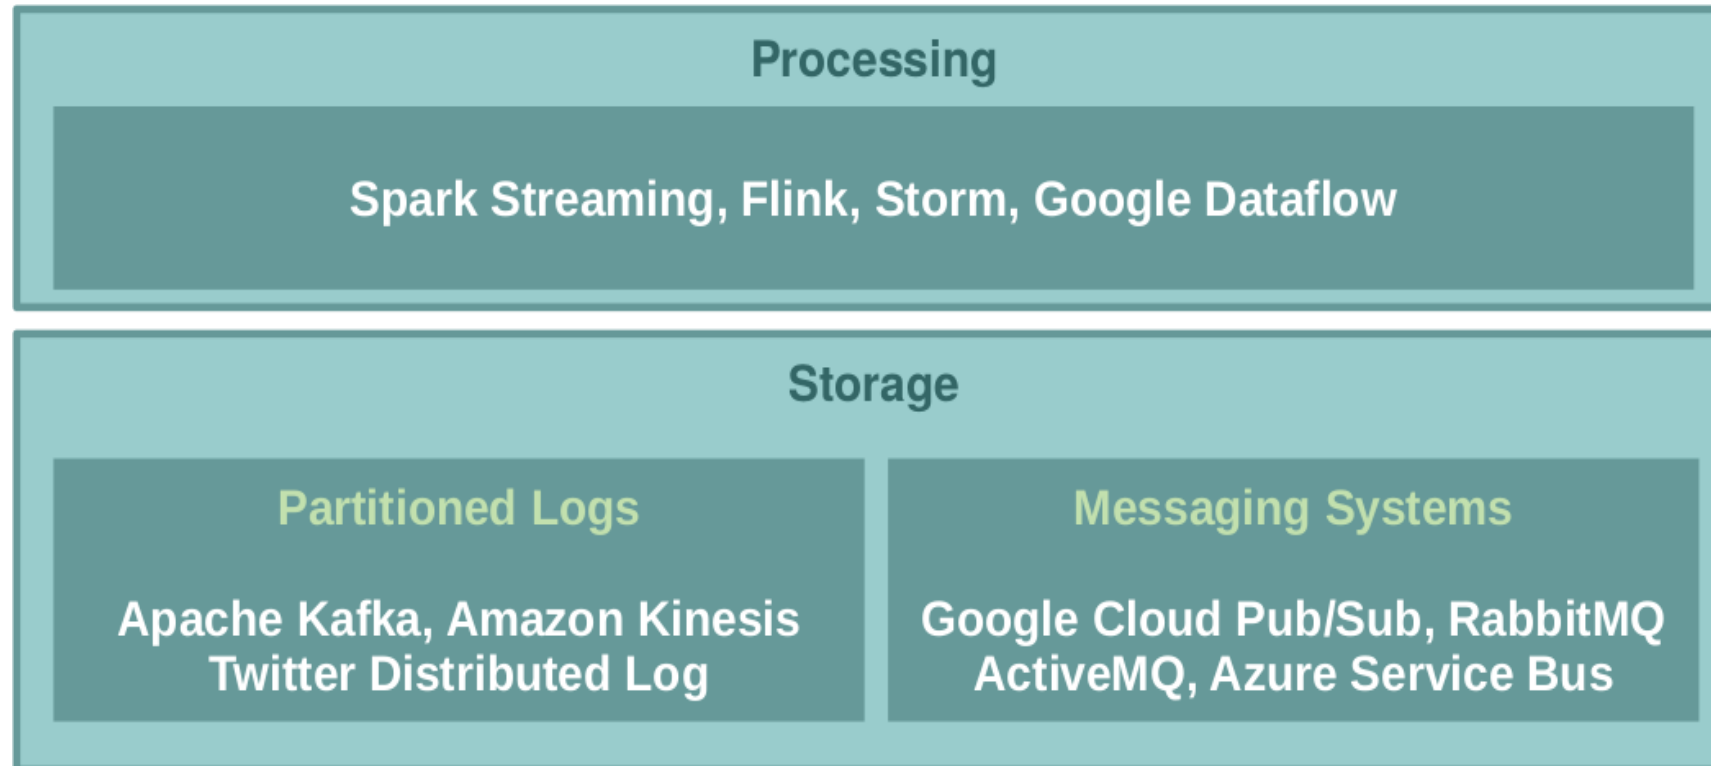 Processing
Spark Streaming, Flink, Storm, Google Dataflow
Storage
Partitioned Logs
Apache Kafka, Amazon Kinesis
Twitter Distributed Log
Messaging Systems
Google Cloud Pub/Sub, RabbitMQ
ActiveMQ, Azure Service Bus